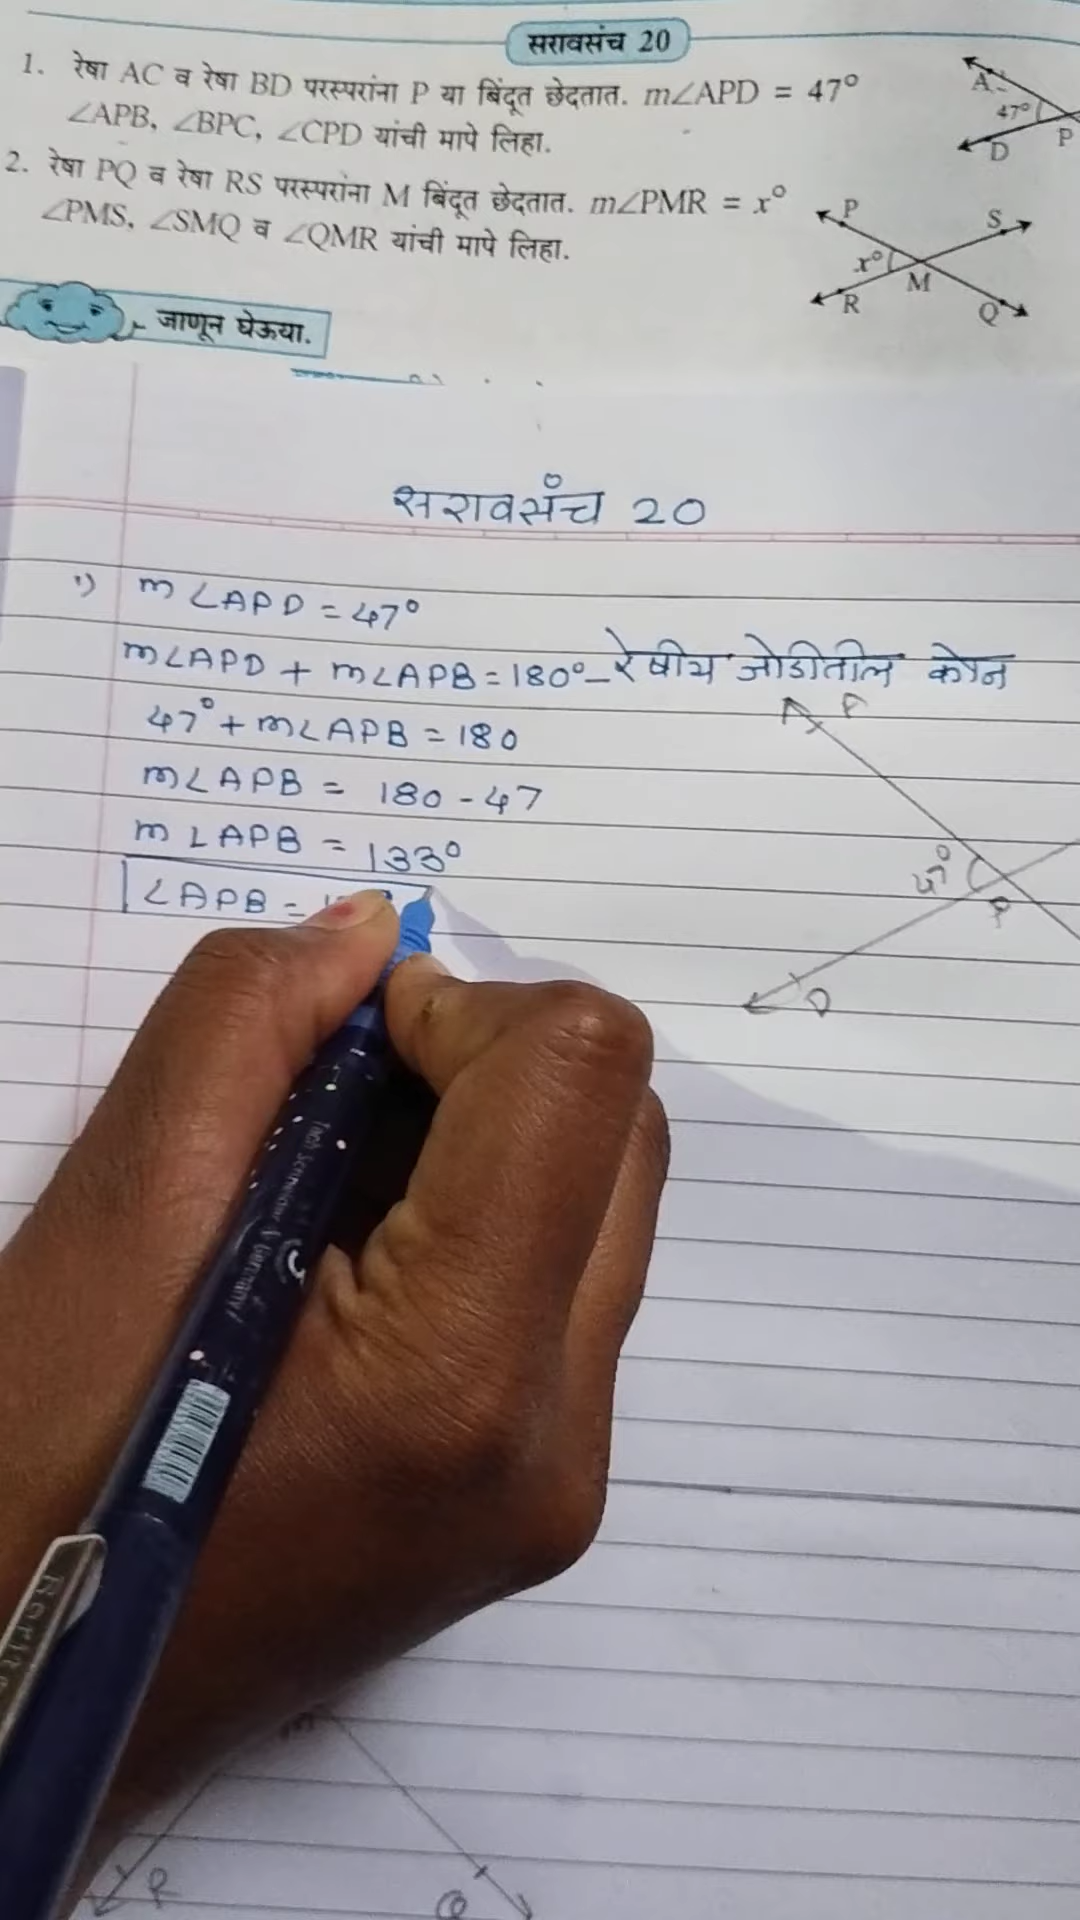 सरावसंच 20
1. रेषा AC व रेषा BD परस्परांना P या बिंदूत छेदतात. m∠APD = 47°
∠APB, ∠BPC, ∠CPD यांची मापे लिहा.
A
47°
D
P
2. रेषा PQ व रेषा RS परस्परांना M बिंदूत छेदतात. m∠PMR = x°
∠PMS, ∠SMQ व ∠QMR यांची मापे लिहा.
P
S
x°
M
R
Q
जाणून घेऊया.
सरावसंच 20
1) m∠APD = 47°
m∠APD + m∠APB = 180° – रेषीय जोडीतील कोन
47° + m∠APB = 180
m∠APB = 180 - 47
m∠APB = 133°
∠APB =
47°
P
D
R
Q